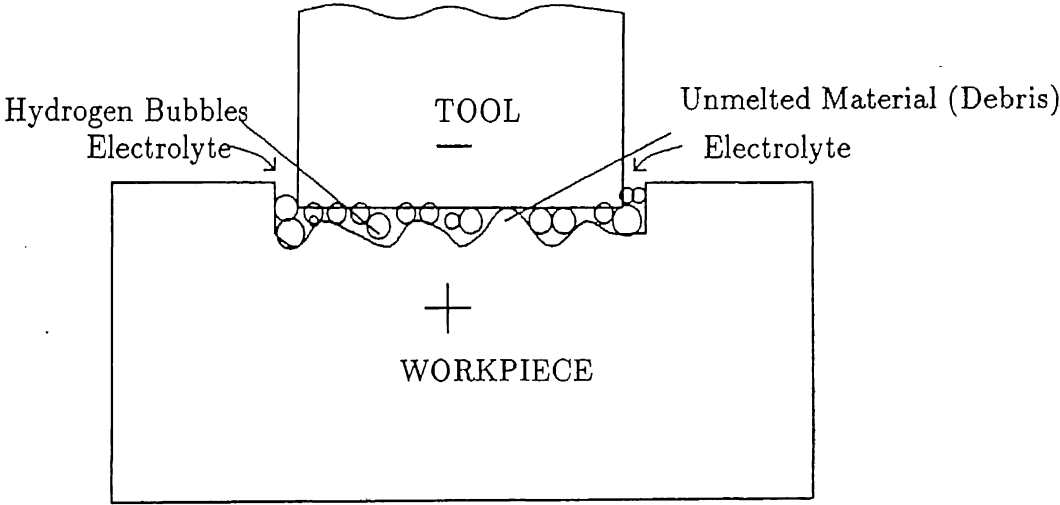 Hydrogen Bubbles
Electrolyte
TOOL
−
Unmelted Material (Debris)
Electrolyte
+
WORKPIECE